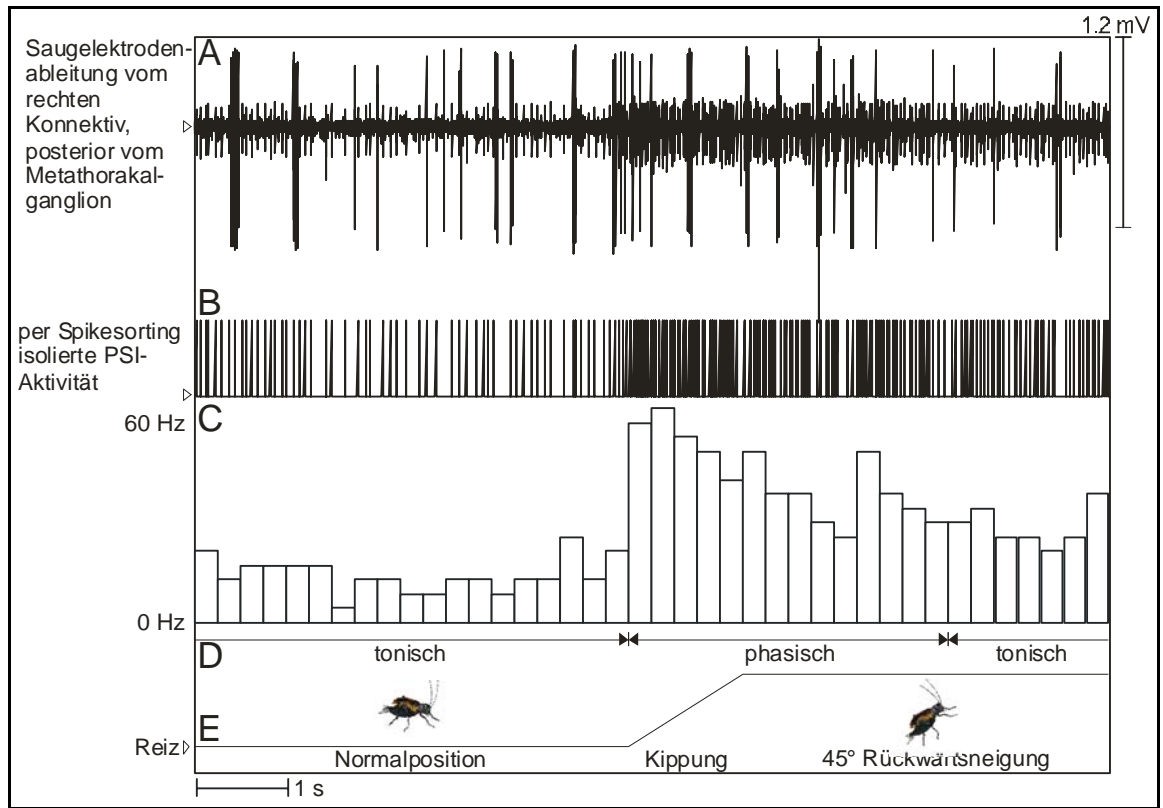 1.2 mV
Saugelektroden-
ableitung vom
rechten
Konnektiv,
posterior vom
Metathorakal-
ganglion
A
B
per Spikesorting
isolierte PSI-
Aktivität
C
60 Hz
0 Hz
D
tonisch
phasisch
tonisch
E
Reiz
Normalposition
Kippung
45° Rückwärtsneigung
1 s